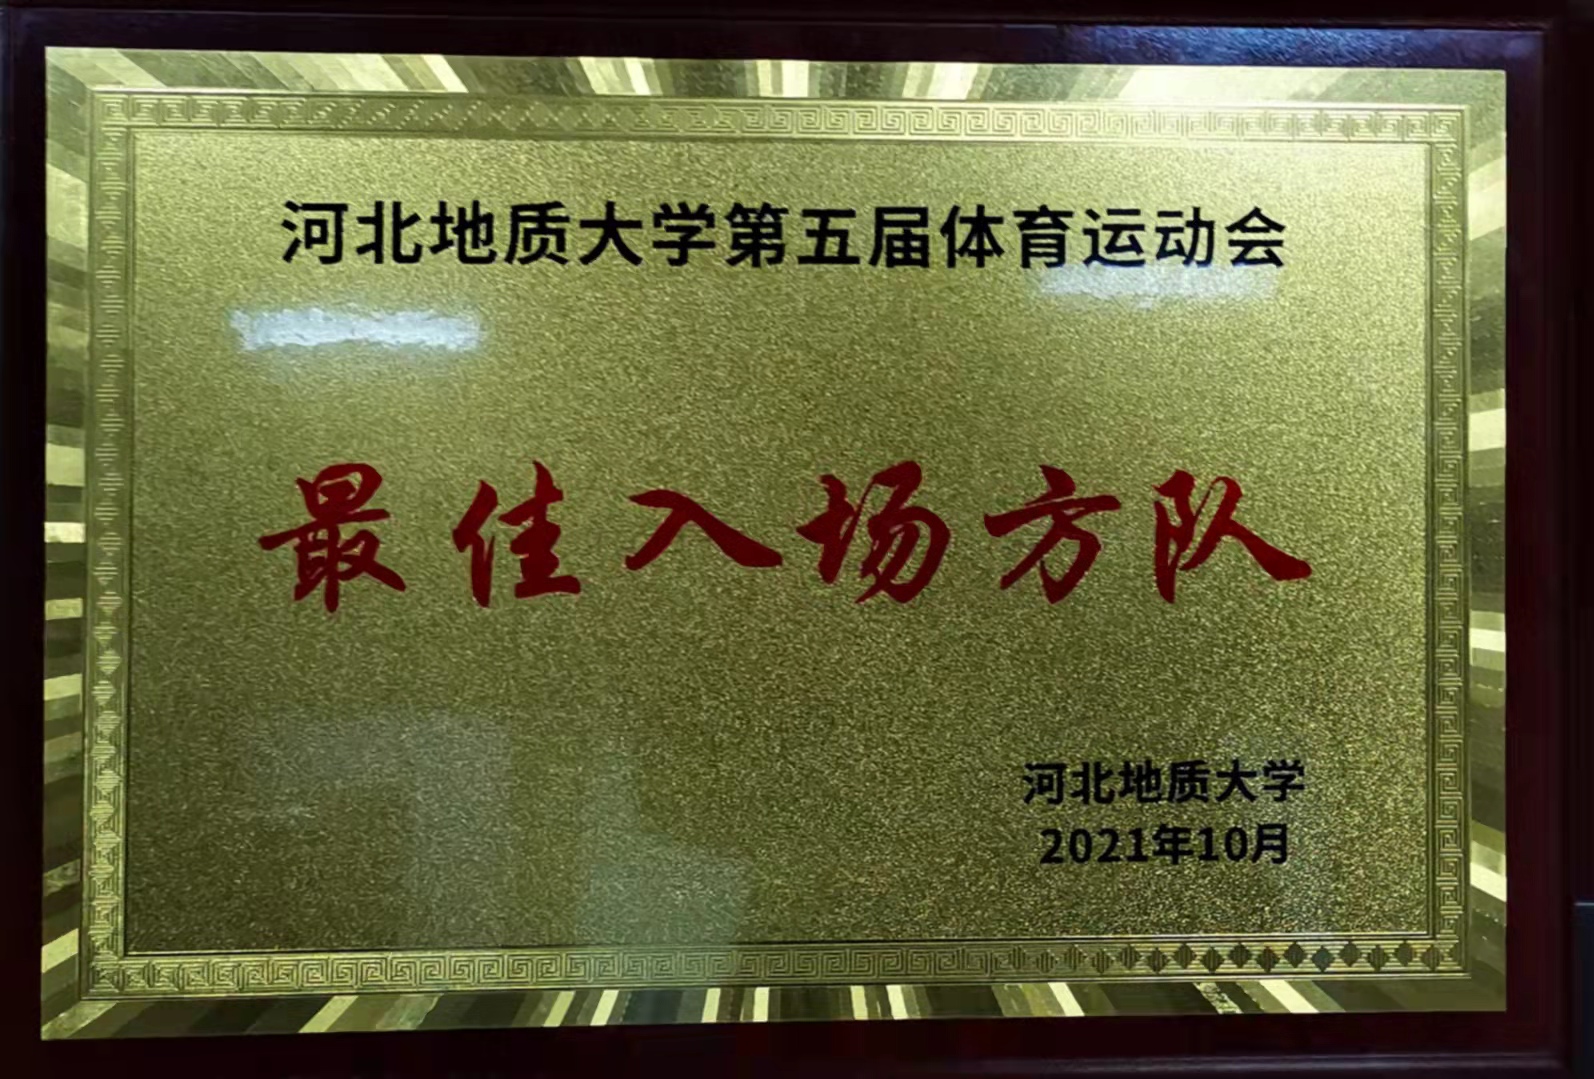 河北地质大学第五届体育运动会
最佳入场方队
河北地质大学
2021年10月